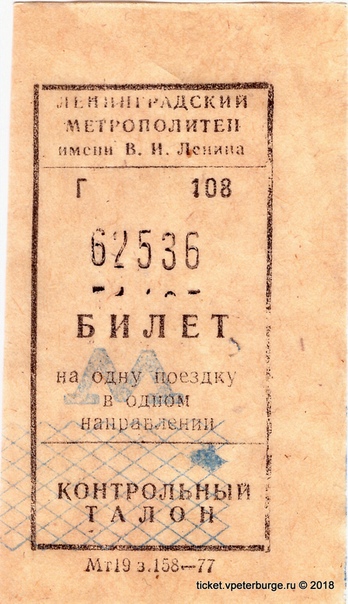 ЛЕНИНГРАДСКИЙ
МЕТРОПОЛИТЕН
имени В. И. Ленина
Г 108
62536
БИЛЕТ
М
на одну поездку
в одном
направлении
КОНТРОЛЬНЫЙ
ТАЛОН
Мт19 з.158—77
ticket.vpeterburge.ru © 2018